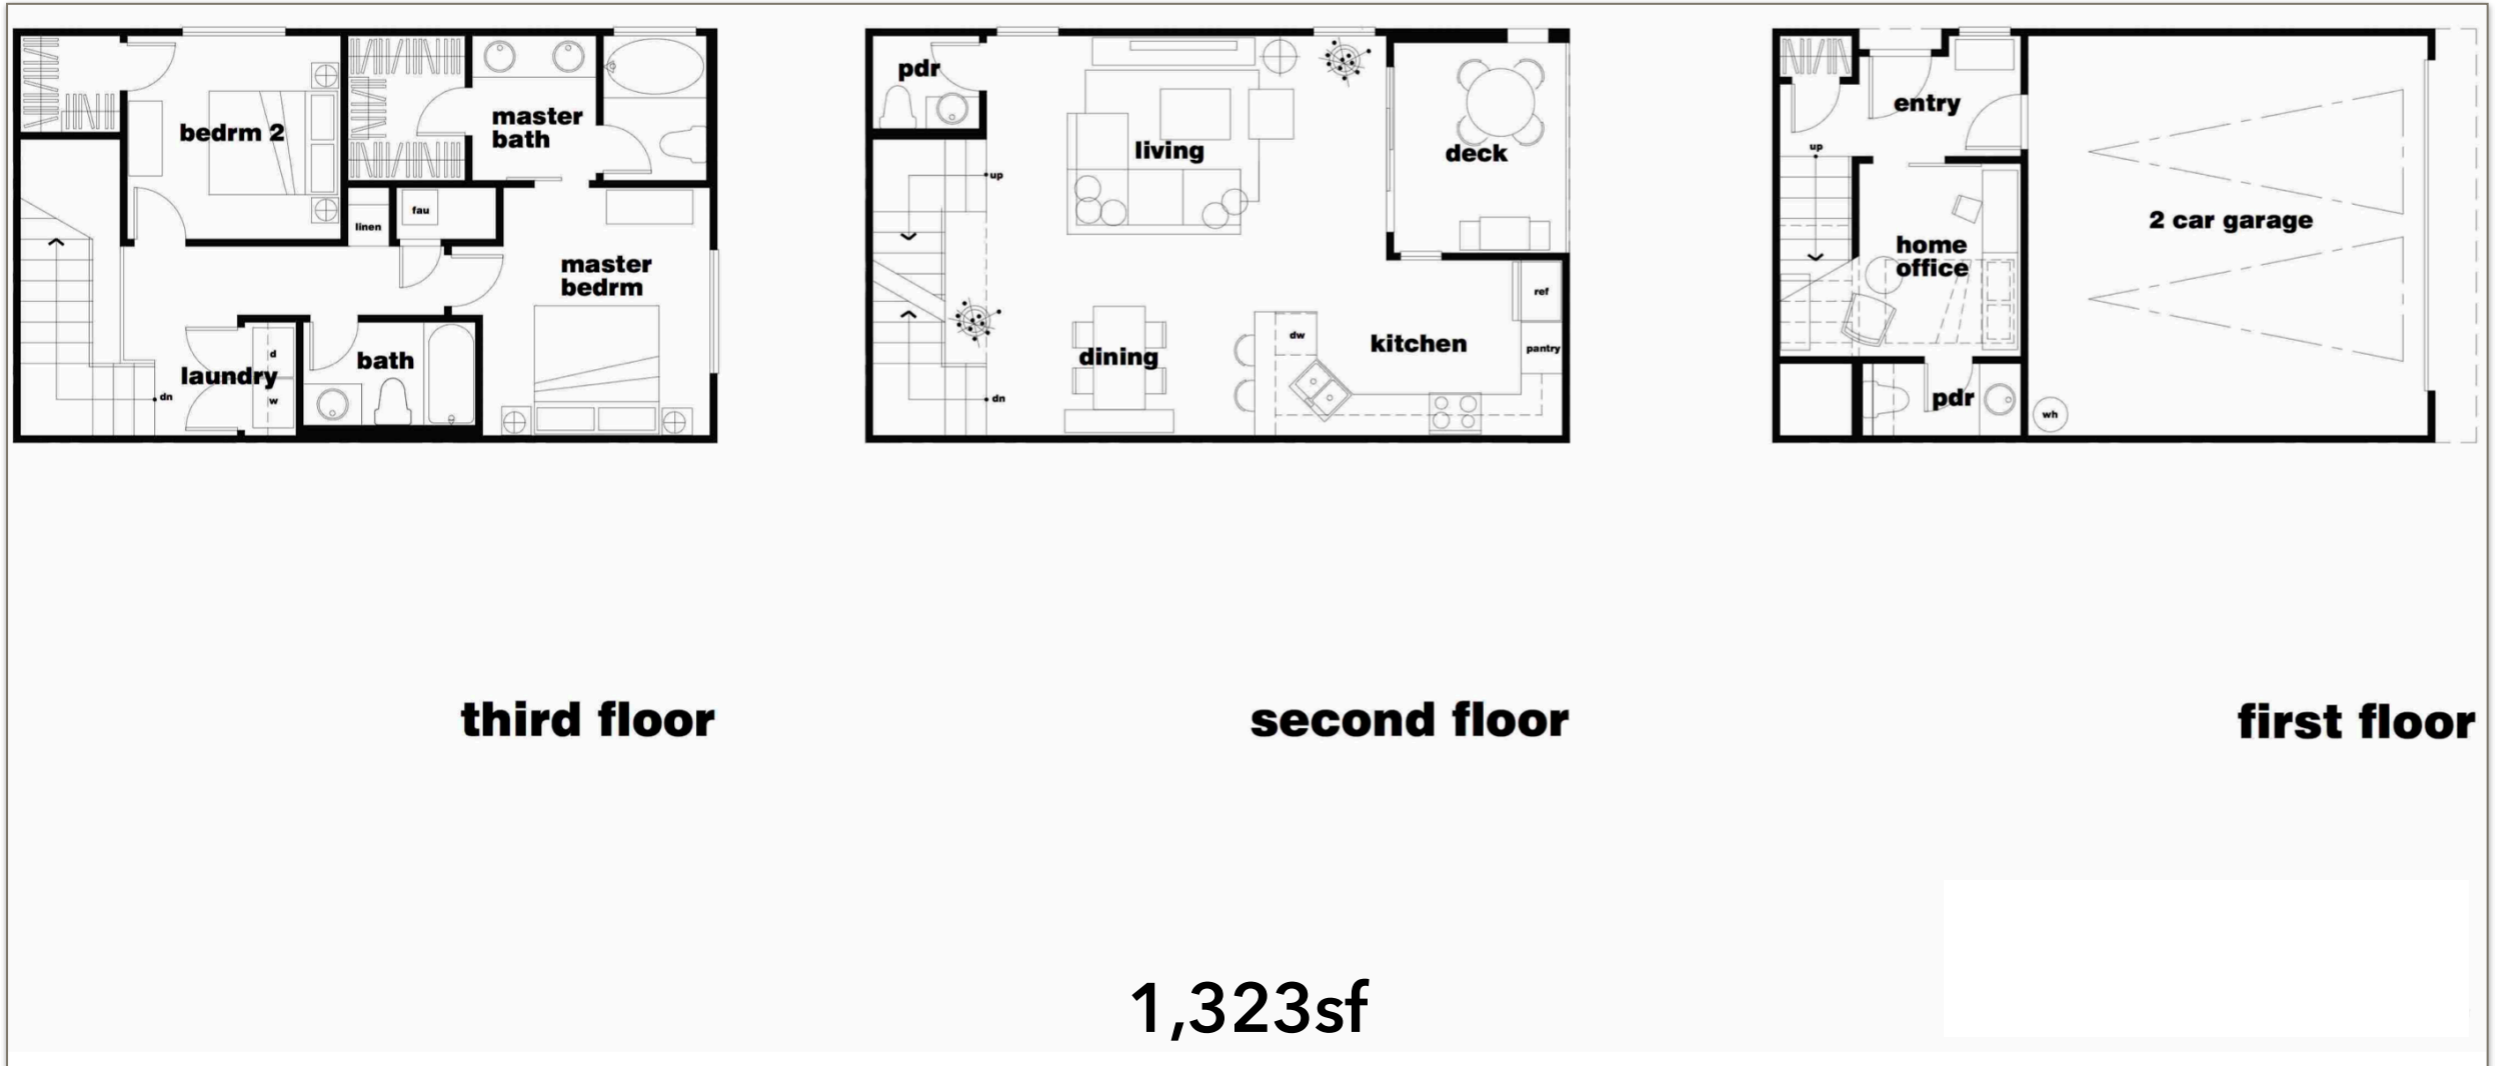 bedrm 2
master
bath
linen
fau
master
bedrm
laundry
d
w
bath
dn
third floor
pdr
living
deck
up
ref
dw
kitchen
pantry
dining
dn
second floor
entry
up
2 car garage
home
office
pdr
wh
first floor
1,323sf